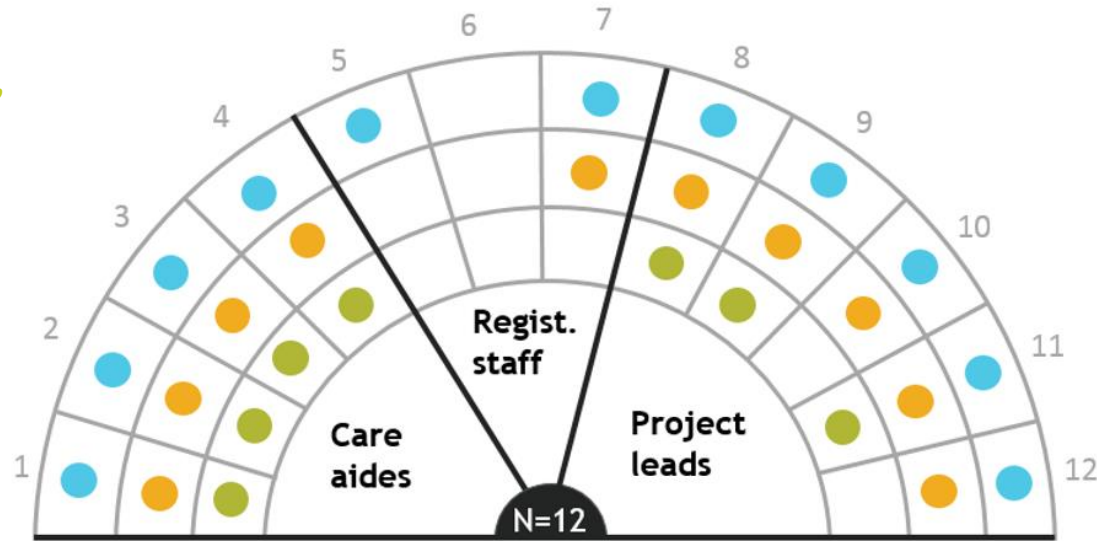 1
2
3
4
5
6
7
8
9
10
11
12
Regist.
staff
Care
aides
Project
leads
N=12